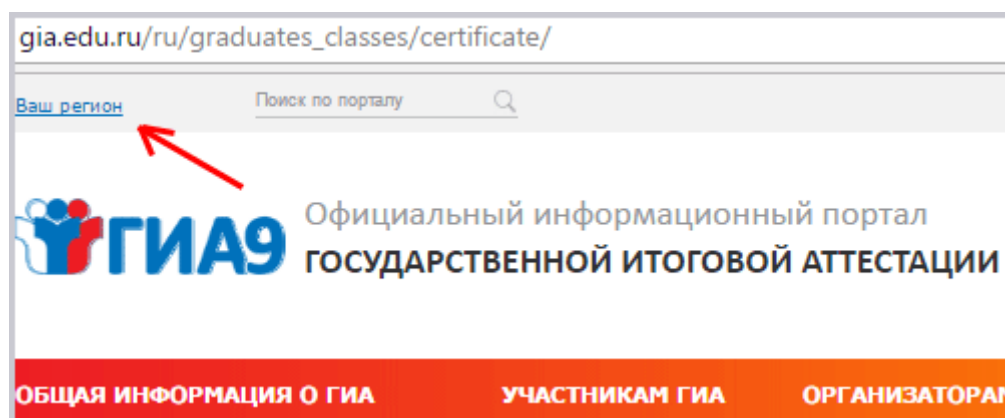 gia.edu.ru/ru/graduates_classes/certificate/
Ваш регион Поиск по порталу
ГИА9 Официальный информационный портал
ГОСУДАРСТВЕННОЙ ИТОГОВОЙ АТТЕСТАЦИИ
ОБЩАЯ ИНФОРМАЦИЯ О ГИА УЧАСТНИКАМ ГИА